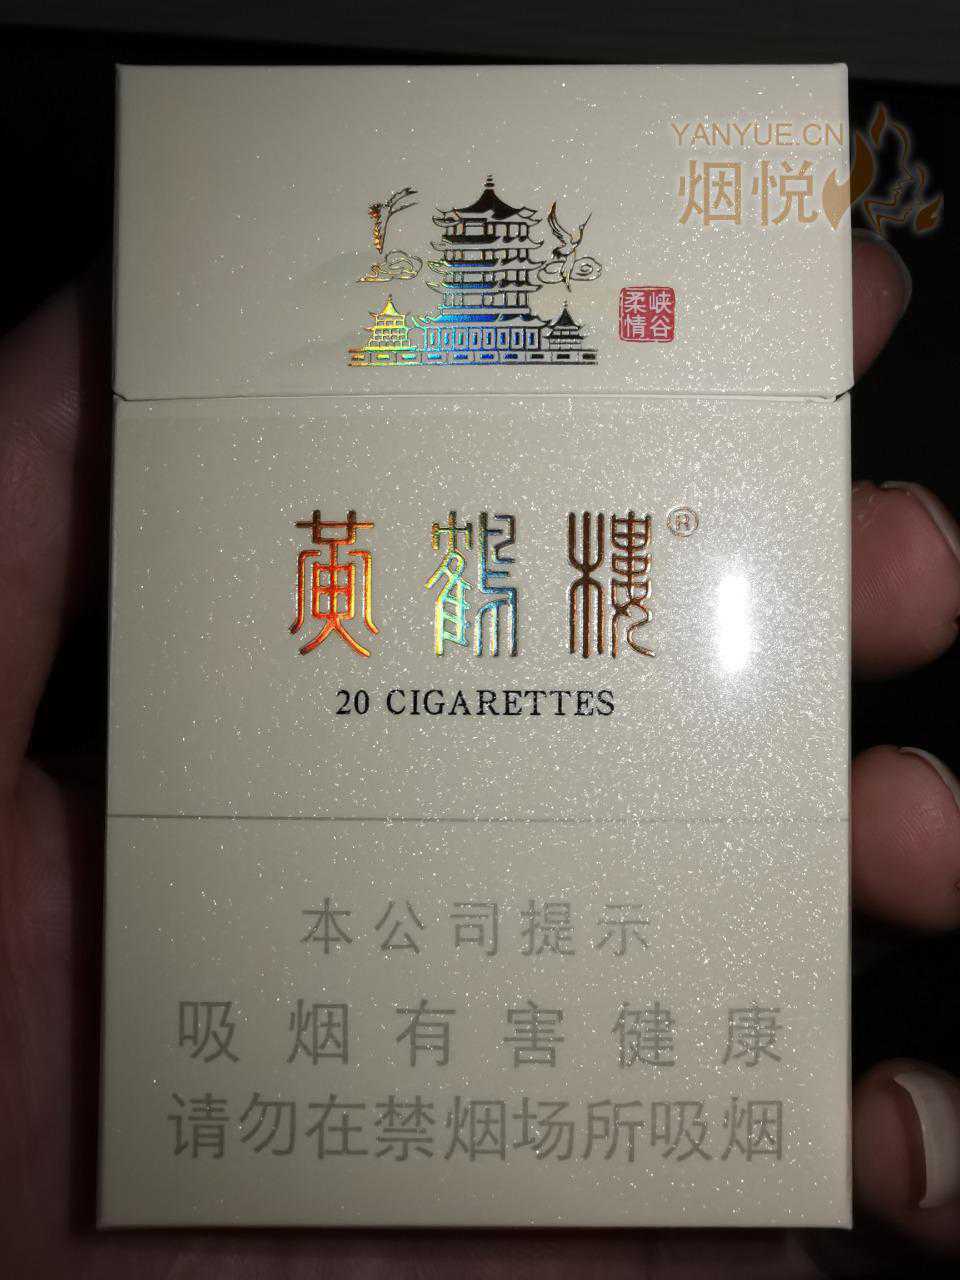 YANYUE.CN
烟悦
峡谷
柔情
黄鹤楼®
20 CIGARETTES
本公司提示
吸烟有害健康
请勿在禁烟场所吸烟